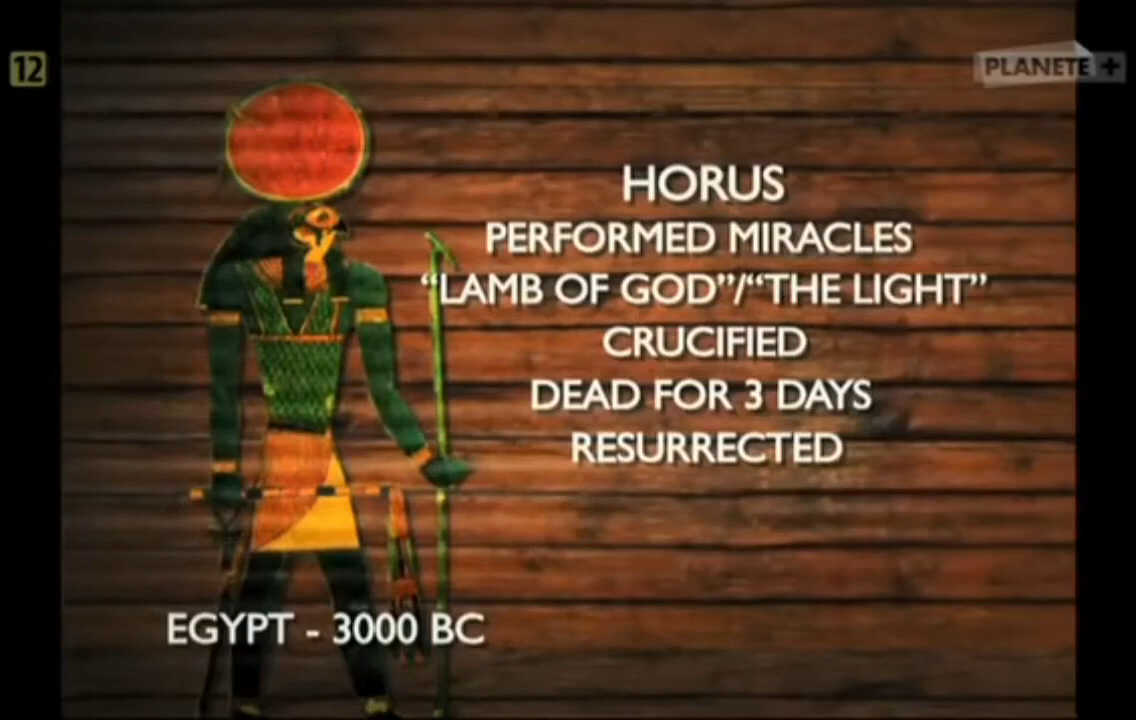 12
PLANETE +
HORUS
PERFORMED MIRACLES
“LAMB OF GOD”/“THE LIGHT”
CRUCIFIED
DEAD FOR 3 DAYS
RESURRECTED
EGYPT - 3000 BC